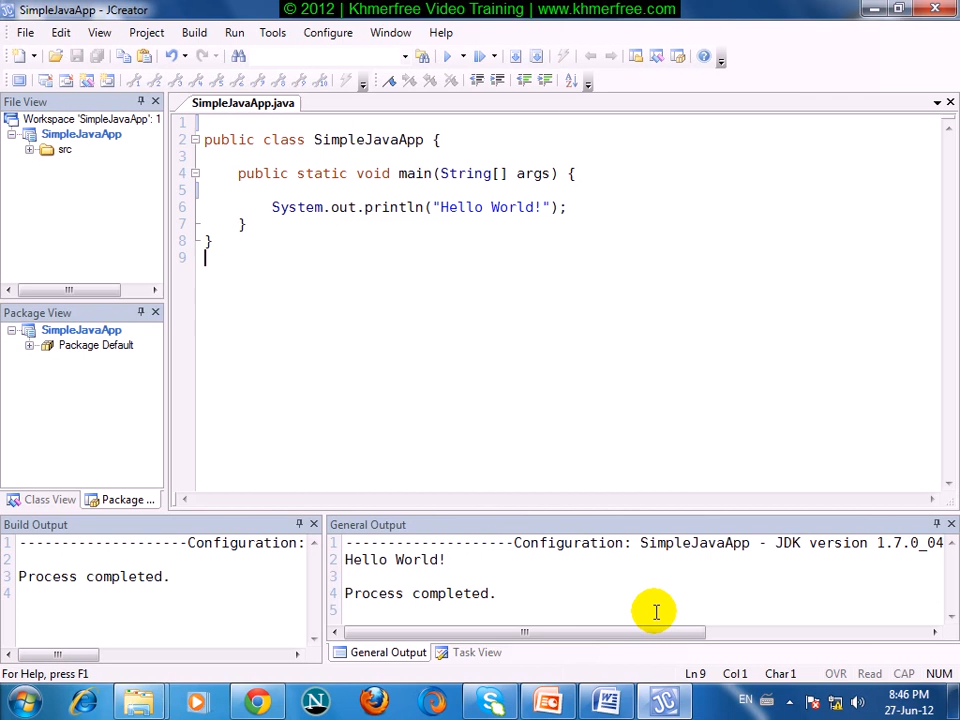 SimpleJavaApp - JCreator
© 2012 | Khmerfree Video Training | www.khmerfree.com
File Edit View Project Build Run Tools Configure Window Help
File View
Workspace 'SimpleJavaApp': 1
SimpleJavaApp
src
Package View
SimpleJavaApp
Package Default
Class View
Package ...
SimpleJavaApp.java
1
2 public class SimpleJavaApp {
3
4 public static void main(String[] args) {
5
6 System.out.println("Hello World!");
7 }
8 }
9
Build Output
1 -------------------Configuration:
2
3 Process completed.
4
General Output
1 --------------------Configuration: SimpleJavaApp - JDK version 1.7.0_04
2 Hello World!
3
4 Process completed.
5
General Output Task View
For Help, press F1
Ln 9 Col 1 Char 1 OVR Read CAP NUM
EN
8:46 PM
27-Jun-12